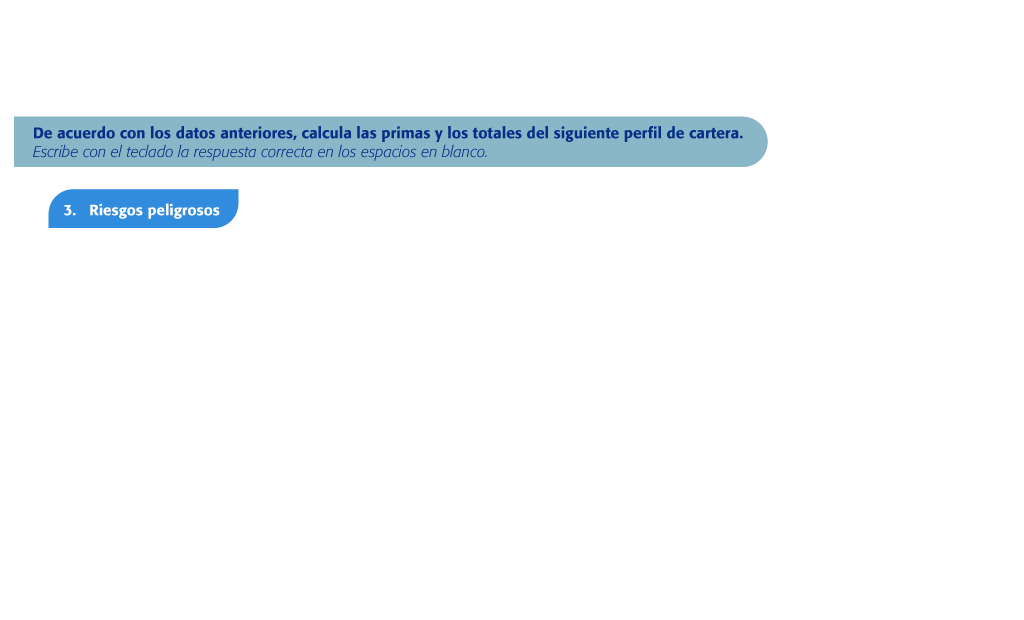 De acuerdo con los datos anteriores, calcula las primas y los totales del siguiente perfil de cartera.
Escribe con el teclado la respuesta correcta en los espacios en blanco.
3. Riesgos peligrosos